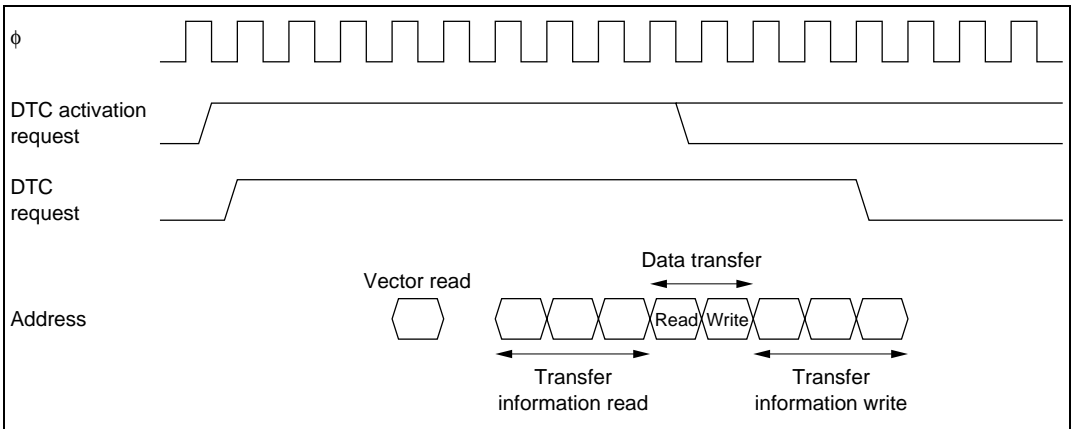 ϕ
DTC activation
request
DTC
request
Data transfer
Vector read
Address
Read Write
Transfer
information read
Transfer
information write